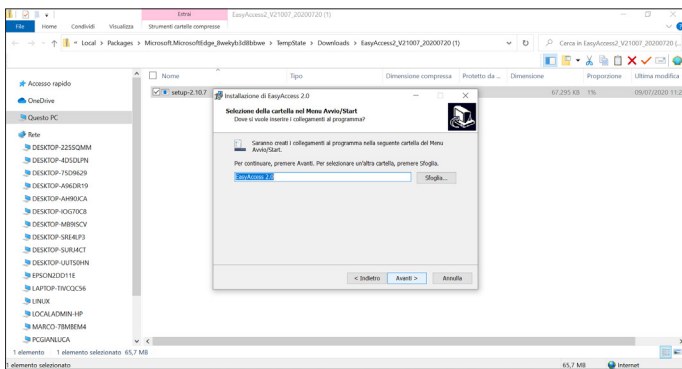 Estrai
EasyAccess2_V21007_20200720 (1)
File
Home
Condividi
Visualizza
Strumenti cartelle compresse
« Local > Packages > Microsoft.MicrosoftEdge_8wekyb3d8bbwe > TempState > Downloads > EasyAccess2_V21007_20200720 (1)
Cerca in EasyAccess2_V21007_20200720 (...
Nome
Tipo
Dimensione compressa
Protetto da ...
Dimensione
Proporzione
Ultima modifica
Accesso rapido
OneDrive
Questo PC
Rete
DESKTOP-225SQMM
DESKTOP-4D5DLPN
DESKTOP-75D9629
DESKTOP-A96DR19
DESKTOP-AH90JCA
DESKTOP-IOG70C8
DESKTOP-MB9ISCV
DESKTOP-SRE4LP3
DESKTOP-SURU4CT
DESKTOP-UUTS0HN
EPSON2DD11E
LAPTOP-TIVCQC56
LINUX
LOCALADMIN-HP
MARCO-7BMBEM4
PCGIANLUCA
setup-2.10.7
67.295 KB
1%
09/07/2020 11:2
Installazione di EasyAccess 2.0
Selezione della cartella nel Menu Avvio/Start
Dove si vuole inserire i collegamenti al programma?
Saranno creati i collegamenti al programma nella seguente cartella del Menu
Avvio/Start.
Per continuare, premere Avanti. Per selezionare un'altra cartella, premere Sfoglia.
EasyAccess 2.0
Sfoglia...
< Indietro
Avanti >
Annulla
1 elemento
1 elemento selezionato 65,7 MB
1 elemento selezionato
65,7 MB
Internet